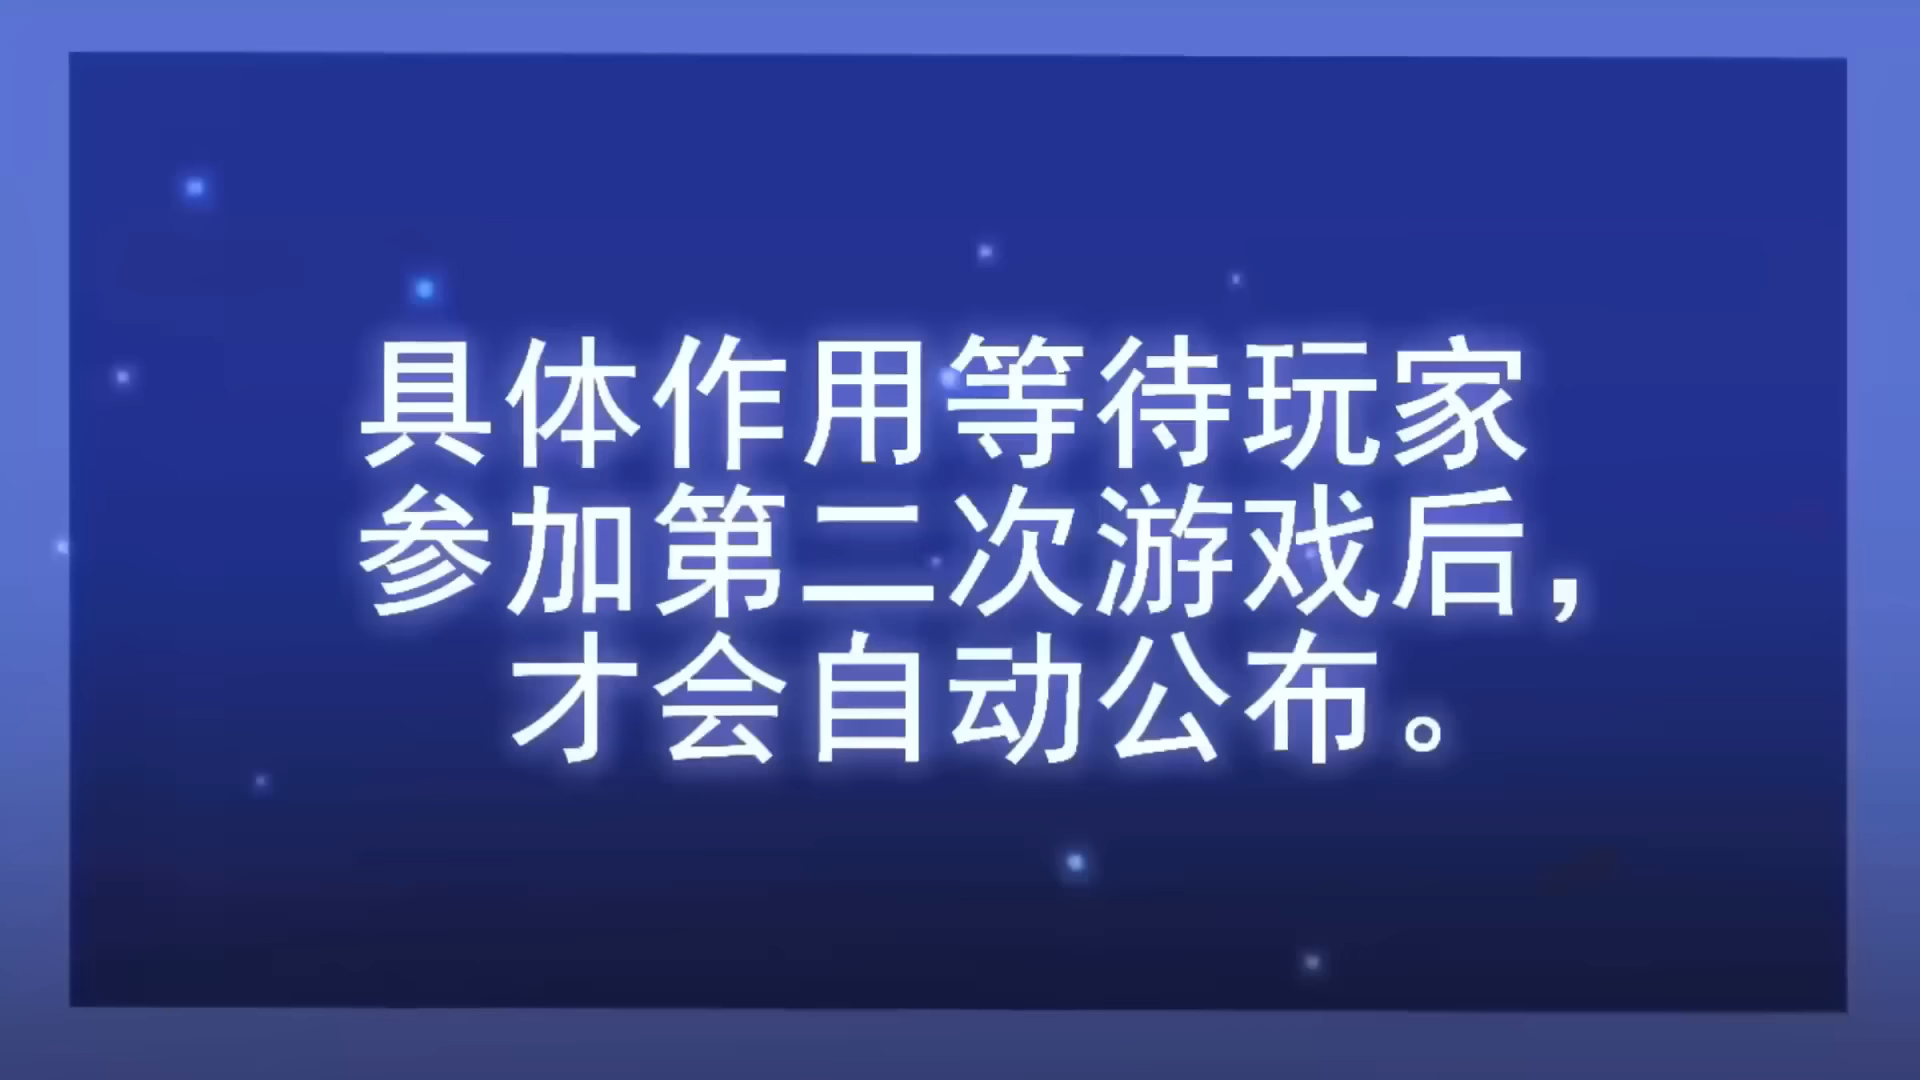 具体作用等待玩家
参加第二次游戏后，
才会自动公布。